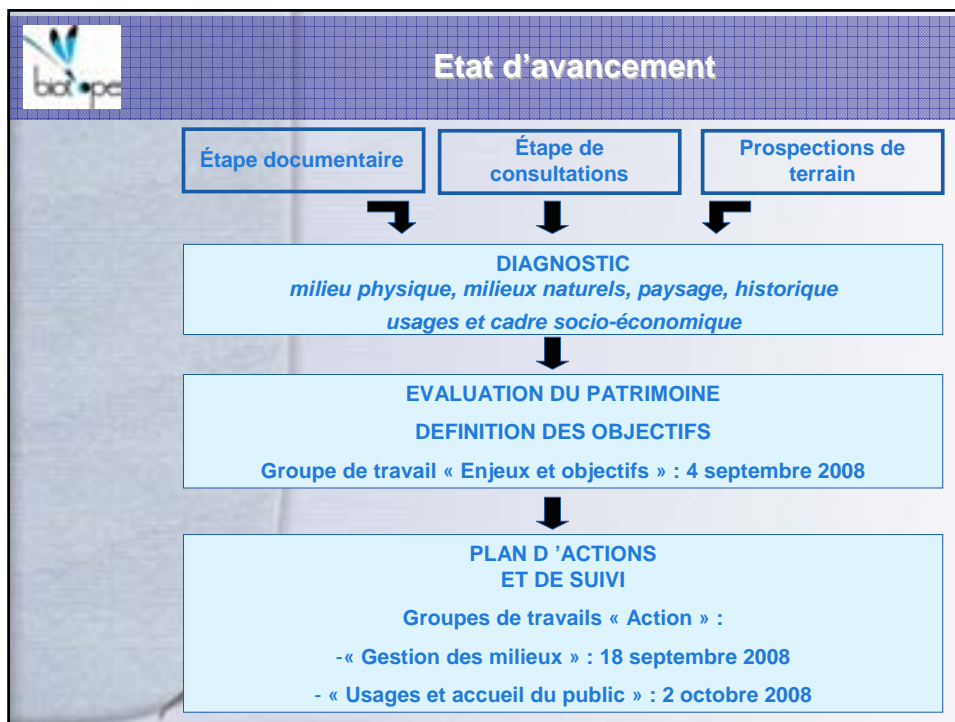 biotope
Etat d'avancement
Étape documentaire
Étape de
consultations
Prospections de
terrain
DIAGNOSTIC
milieu physique, milieux naturels, paysage, historique
usages et cadre socio-économique
EVALUATION DU PATRIMOINE
DEFINITION DES OBJECTIFS
Groupe de travail « Enjeux et objectifs » : 4 septembre 2008
PLAN D 'ACTIONS
ET DE SUIVI
Groupes de travails « Action » :
-« Gestion des milieux » : 18 septembre 2008
- « Usages et accueil du public » : 2 octobre 2008